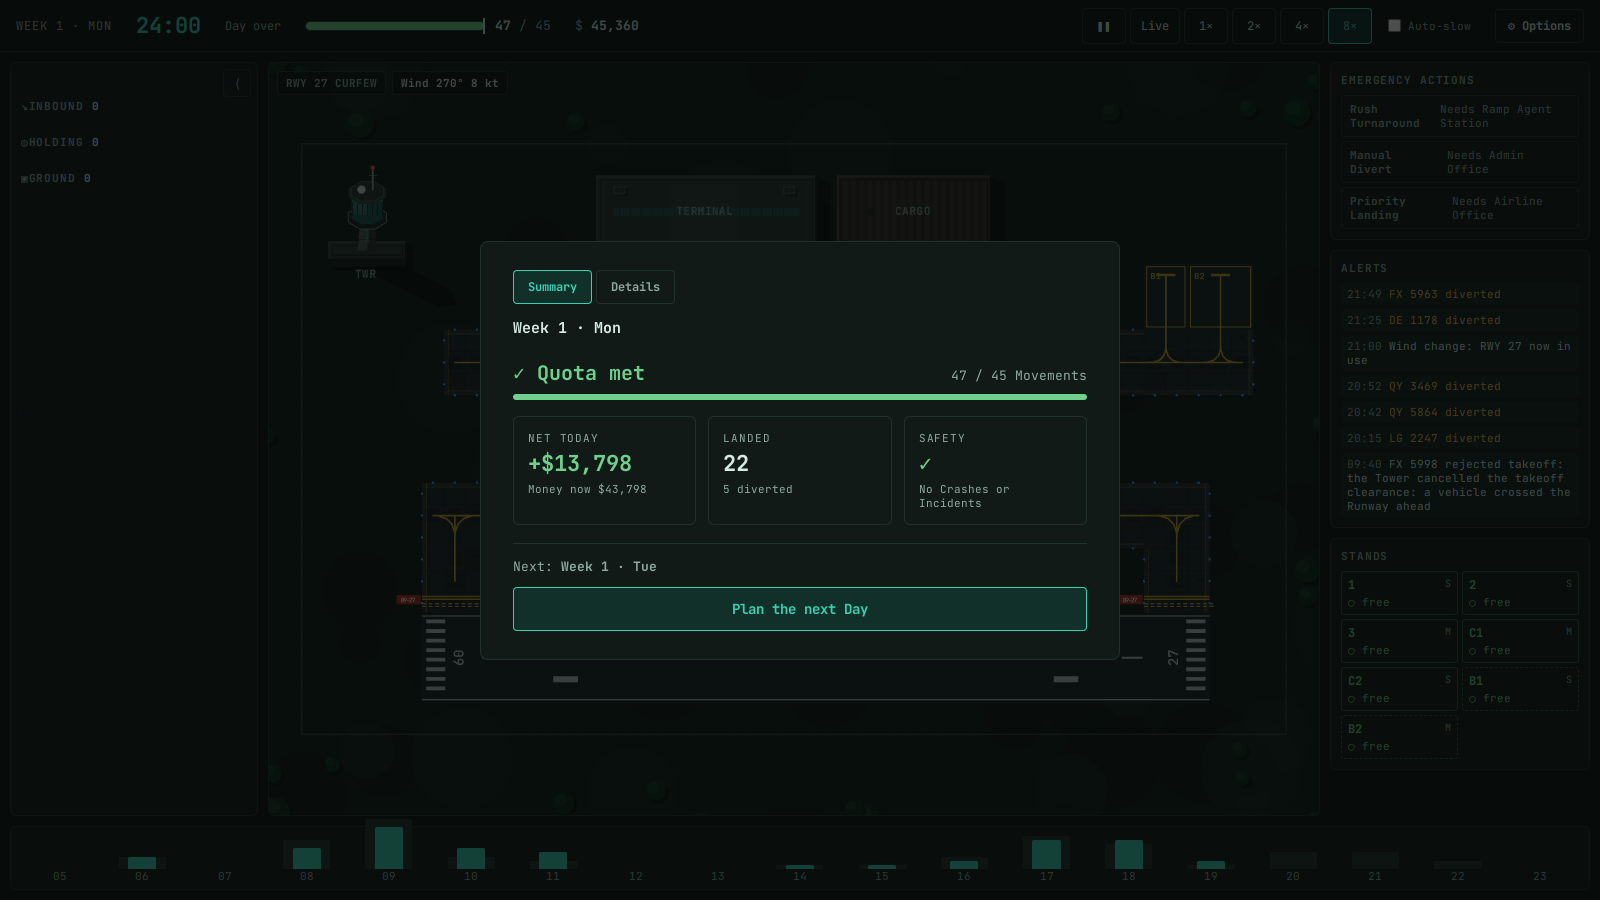 WEEK 1 · MON 24:00 Day over 47 / 45 $ 45,360
Live 1× 2× 4× 8× Auto-slow ⚙ Options
INBOUND 0
HOLDING 0
GROUND 0
RWY 27 CURFEW Wind 270° 8 kt
TERMINAL
CARGO
TWR
B1 B2
Summary Details
Week 1 · Mon
✓ Quota met
47 / 45 Movements
NET TODAY
+$13,798
Money now $43,798
LANDED
22
5 diverted
SAFETY
✓
No Crashes or
Incidents
Next: Week 1 · Tue
Plan the next Day
09-27
09-27
09
27
EMERGENCY ACTIONS
Rush Turnaround
Needs Ramp Agent Station
Manual Divert
Needs Admin Office
Priority Landing
Needs Airline Office
ALERTS
21:49 FX 5963 diverted
21:25 DE 1178 diverted
21:00 Wind change: RWY 27 now in
use
20:52 QY 3469 diverted
20:42 QY 5864 diverted
20:15 LG 2247 diverted
09:40 FX 5998 rejected takeoff:
the Tower cancelled the takeoff
clearance: a vehicle crossed the
Runway ahead
STANDS
1 S
○ free
2 S
○ free
3 M
○ free
C1 M
○ free
C2 S
○ free
B1 S
○ free
B2 M
○ free
05 06 07 08 09 10 11 12 13 14 15 16 17 18 19 20 21 22 23